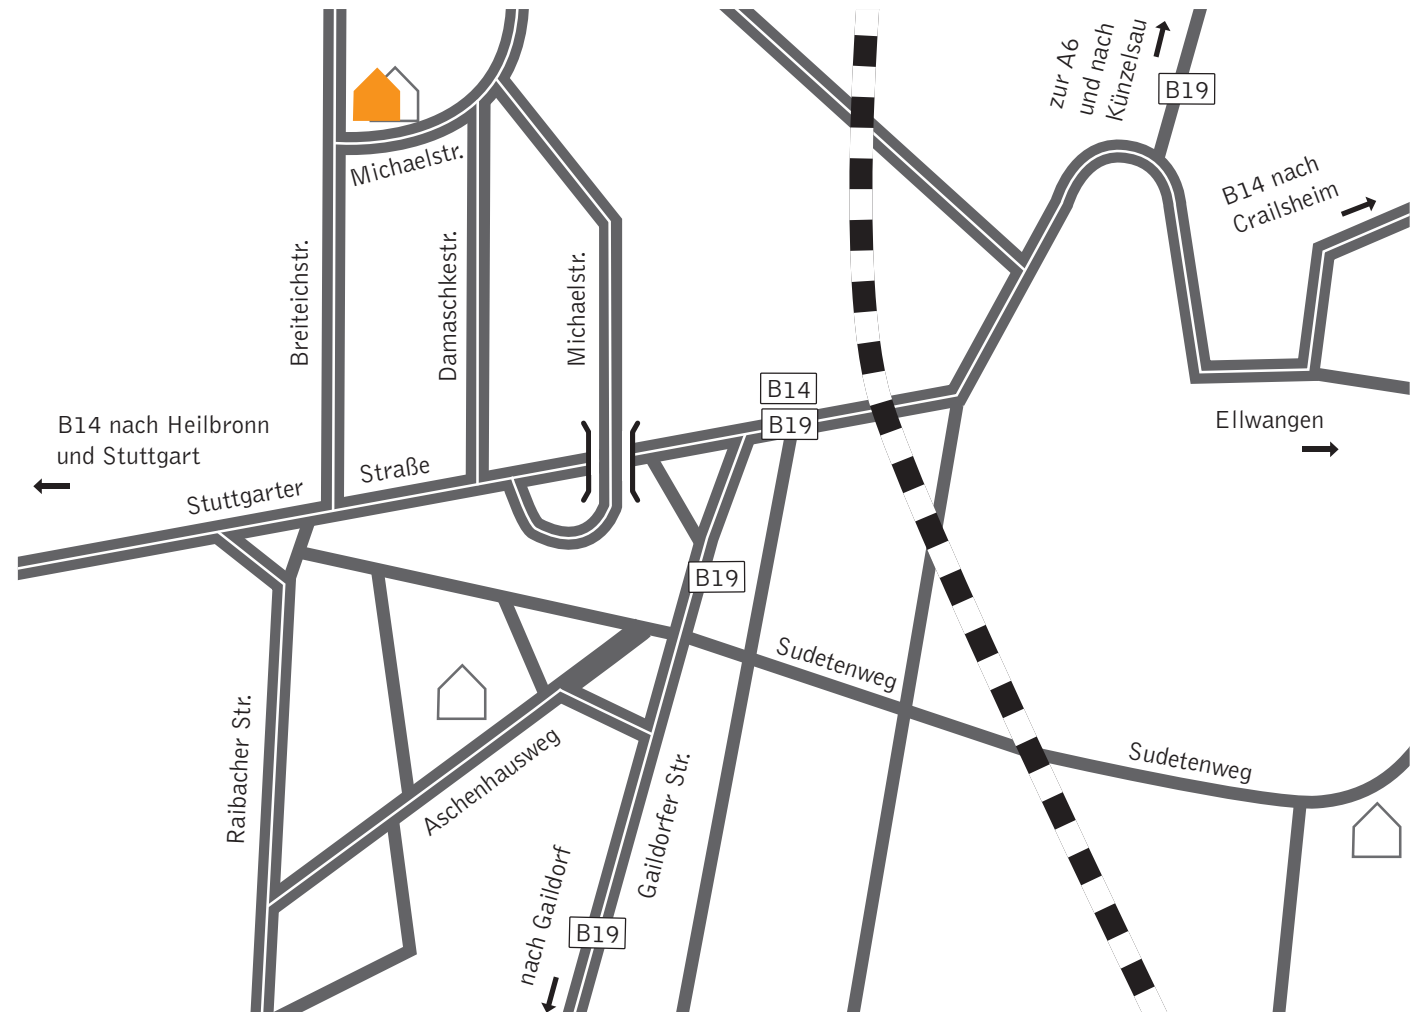 zur A6
und nach
Künzelsau
B19
Michaelstr.
B14 nach
Crailsheim
Breiteichstr.
Damaschkestr.
Michaelstr.
B14
B19
B14 nach Heilbronn
und Stuttgart
Ellwangen
Stuttgarter
Straße
B19
Sudetenweg
Raibacher Str.
Aschenhausweg
Gaildorfer Str.
Sudetenweg
nach Gaildorf
B19